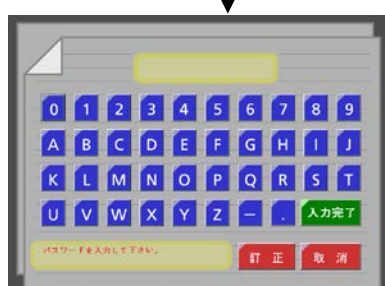 0 1 2 3 4 5 6 7 8 9
A B C D E F G H I J
K L M N O P Q R S T
U V W X Y Z － . 入力完了
パスワードを入力して下さい。 訂正 取消